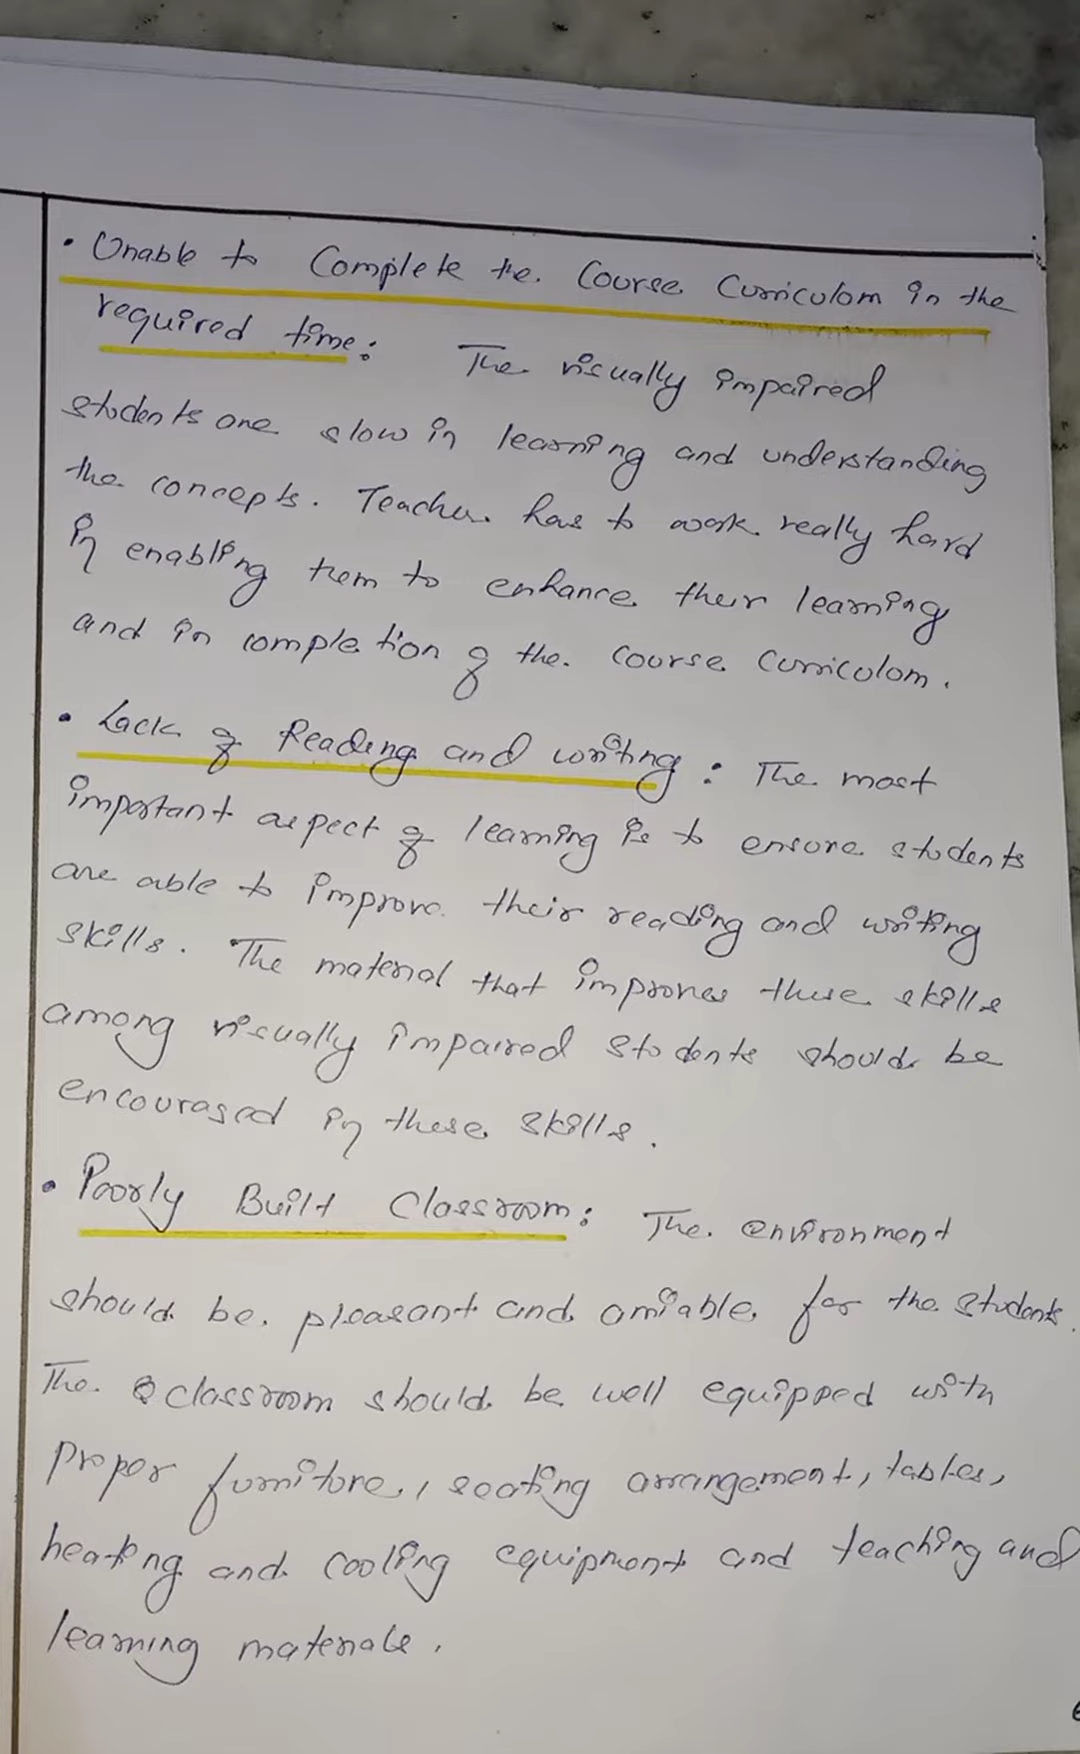 • Unable to Complete the Course Curriculom in the
required time: The visually impaired
students are slow in learning and understanding
the concepts. Teacher has to work really hard
in enabling them to enhance their learning
and in completion of the course Curriculom.
• Lack of Reading and writing : The most
important aspect of learning is to ensure students
are able to improve their reading and writing
skills. The material that improves these skills
among visually impaired students should be
encouraged in these skills.
• Poorly Built Classroom: The environment
should be pleasant and amiable for the students.
The classroom should be well equipped with
proper furniture, seating arrangement, tables,
heating and cooling equipment and teaching and
learning materials.